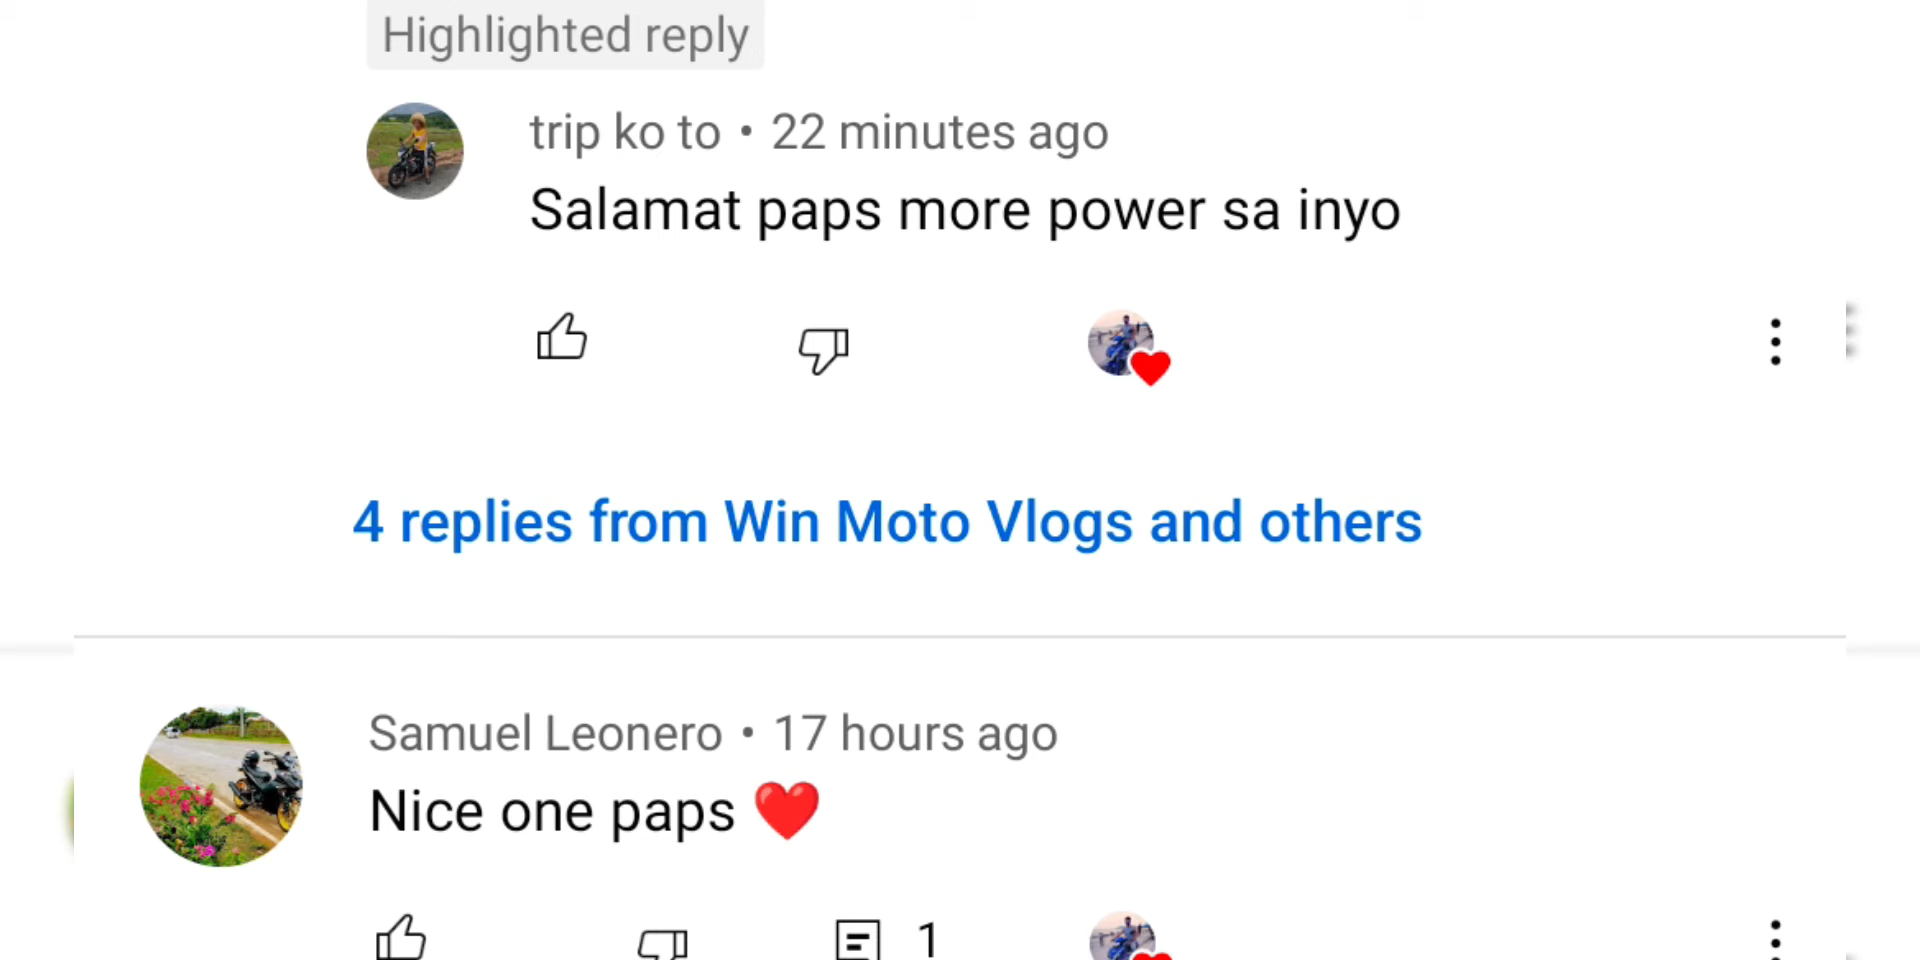 Highlighted reply
trip ko to • 22 minutes ago
Salamat paps more power sa inyo
4 replies from Win Moto Vlogs and others
Samuel Leonero • 17 hours ago
Nice one paps ❤️
1